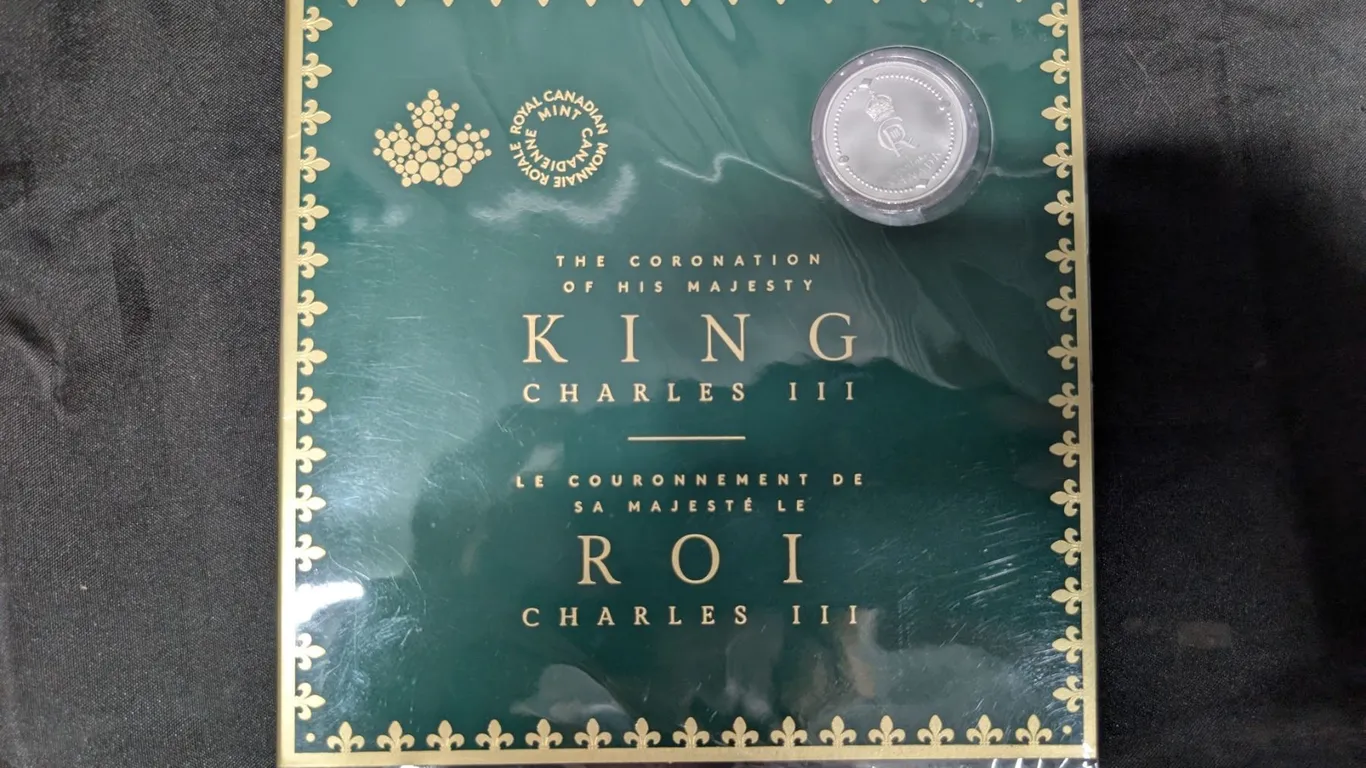 ROYAL CANADIAN MINT
MONNAIE ROYALE CANADIENNE
THE CORONATION
OF HIS MAJESTY
KING
CHARLES III
LE COURONNEMENT DE
SA MAJESTÉ LE
ROI
CHARLES III